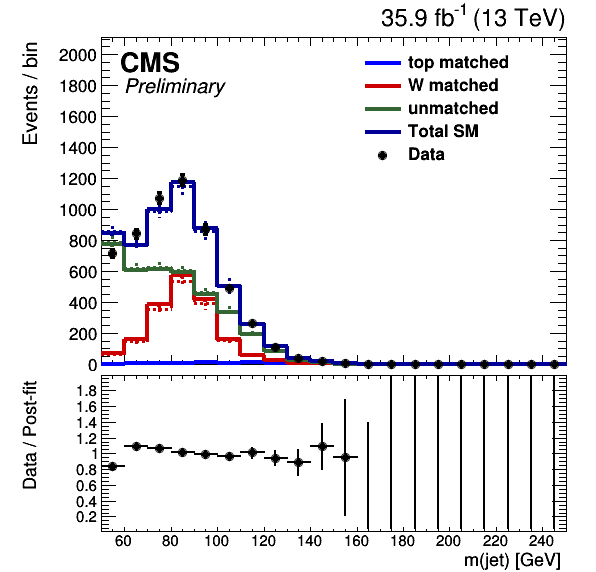 35.9 fb⁻¹ (13 TeV)
Events / bin
CMS
Preliminary
top matched
W matched
unmatched
Total SM
Data
2000
1800
1600
1400
1200
1000
800
600
400
200
0
Data / Post-fit
1.8
1.6
1.4
1.2
1
0.8
0.6
0.4
0.2
60 80 100 120 140 160 180 200 220 240
m(jet) [GeV]